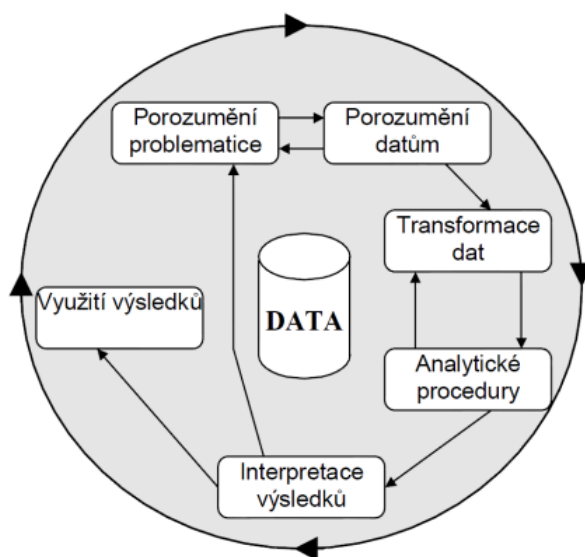 Porozumění
problematice
Porozumění
datům
Transformace
dat
Využití výsledků
DATA
Analytické
procedury
Interpretace
výsledků